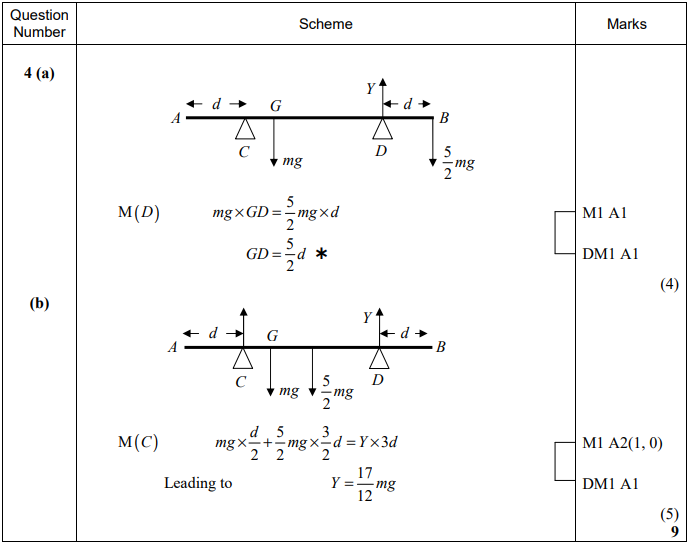 Question Number Scheme Marks
4 (a)
Y
d G d
A B
C D
mg 5/2 mg
M(D) mg × GD = 5/2 mg × d M1 A1
GD = 5/2 d * DM1 A1
(4)
(b)
Y
d G d
A B
C D
mg 5/2 mg
M(C) mg × d/2 + 5/2 mg × 3/2 d = Y × 3d M1 A2(1, 0)
Leading to Y = 17/12 mg DM1 A1
(5)
9